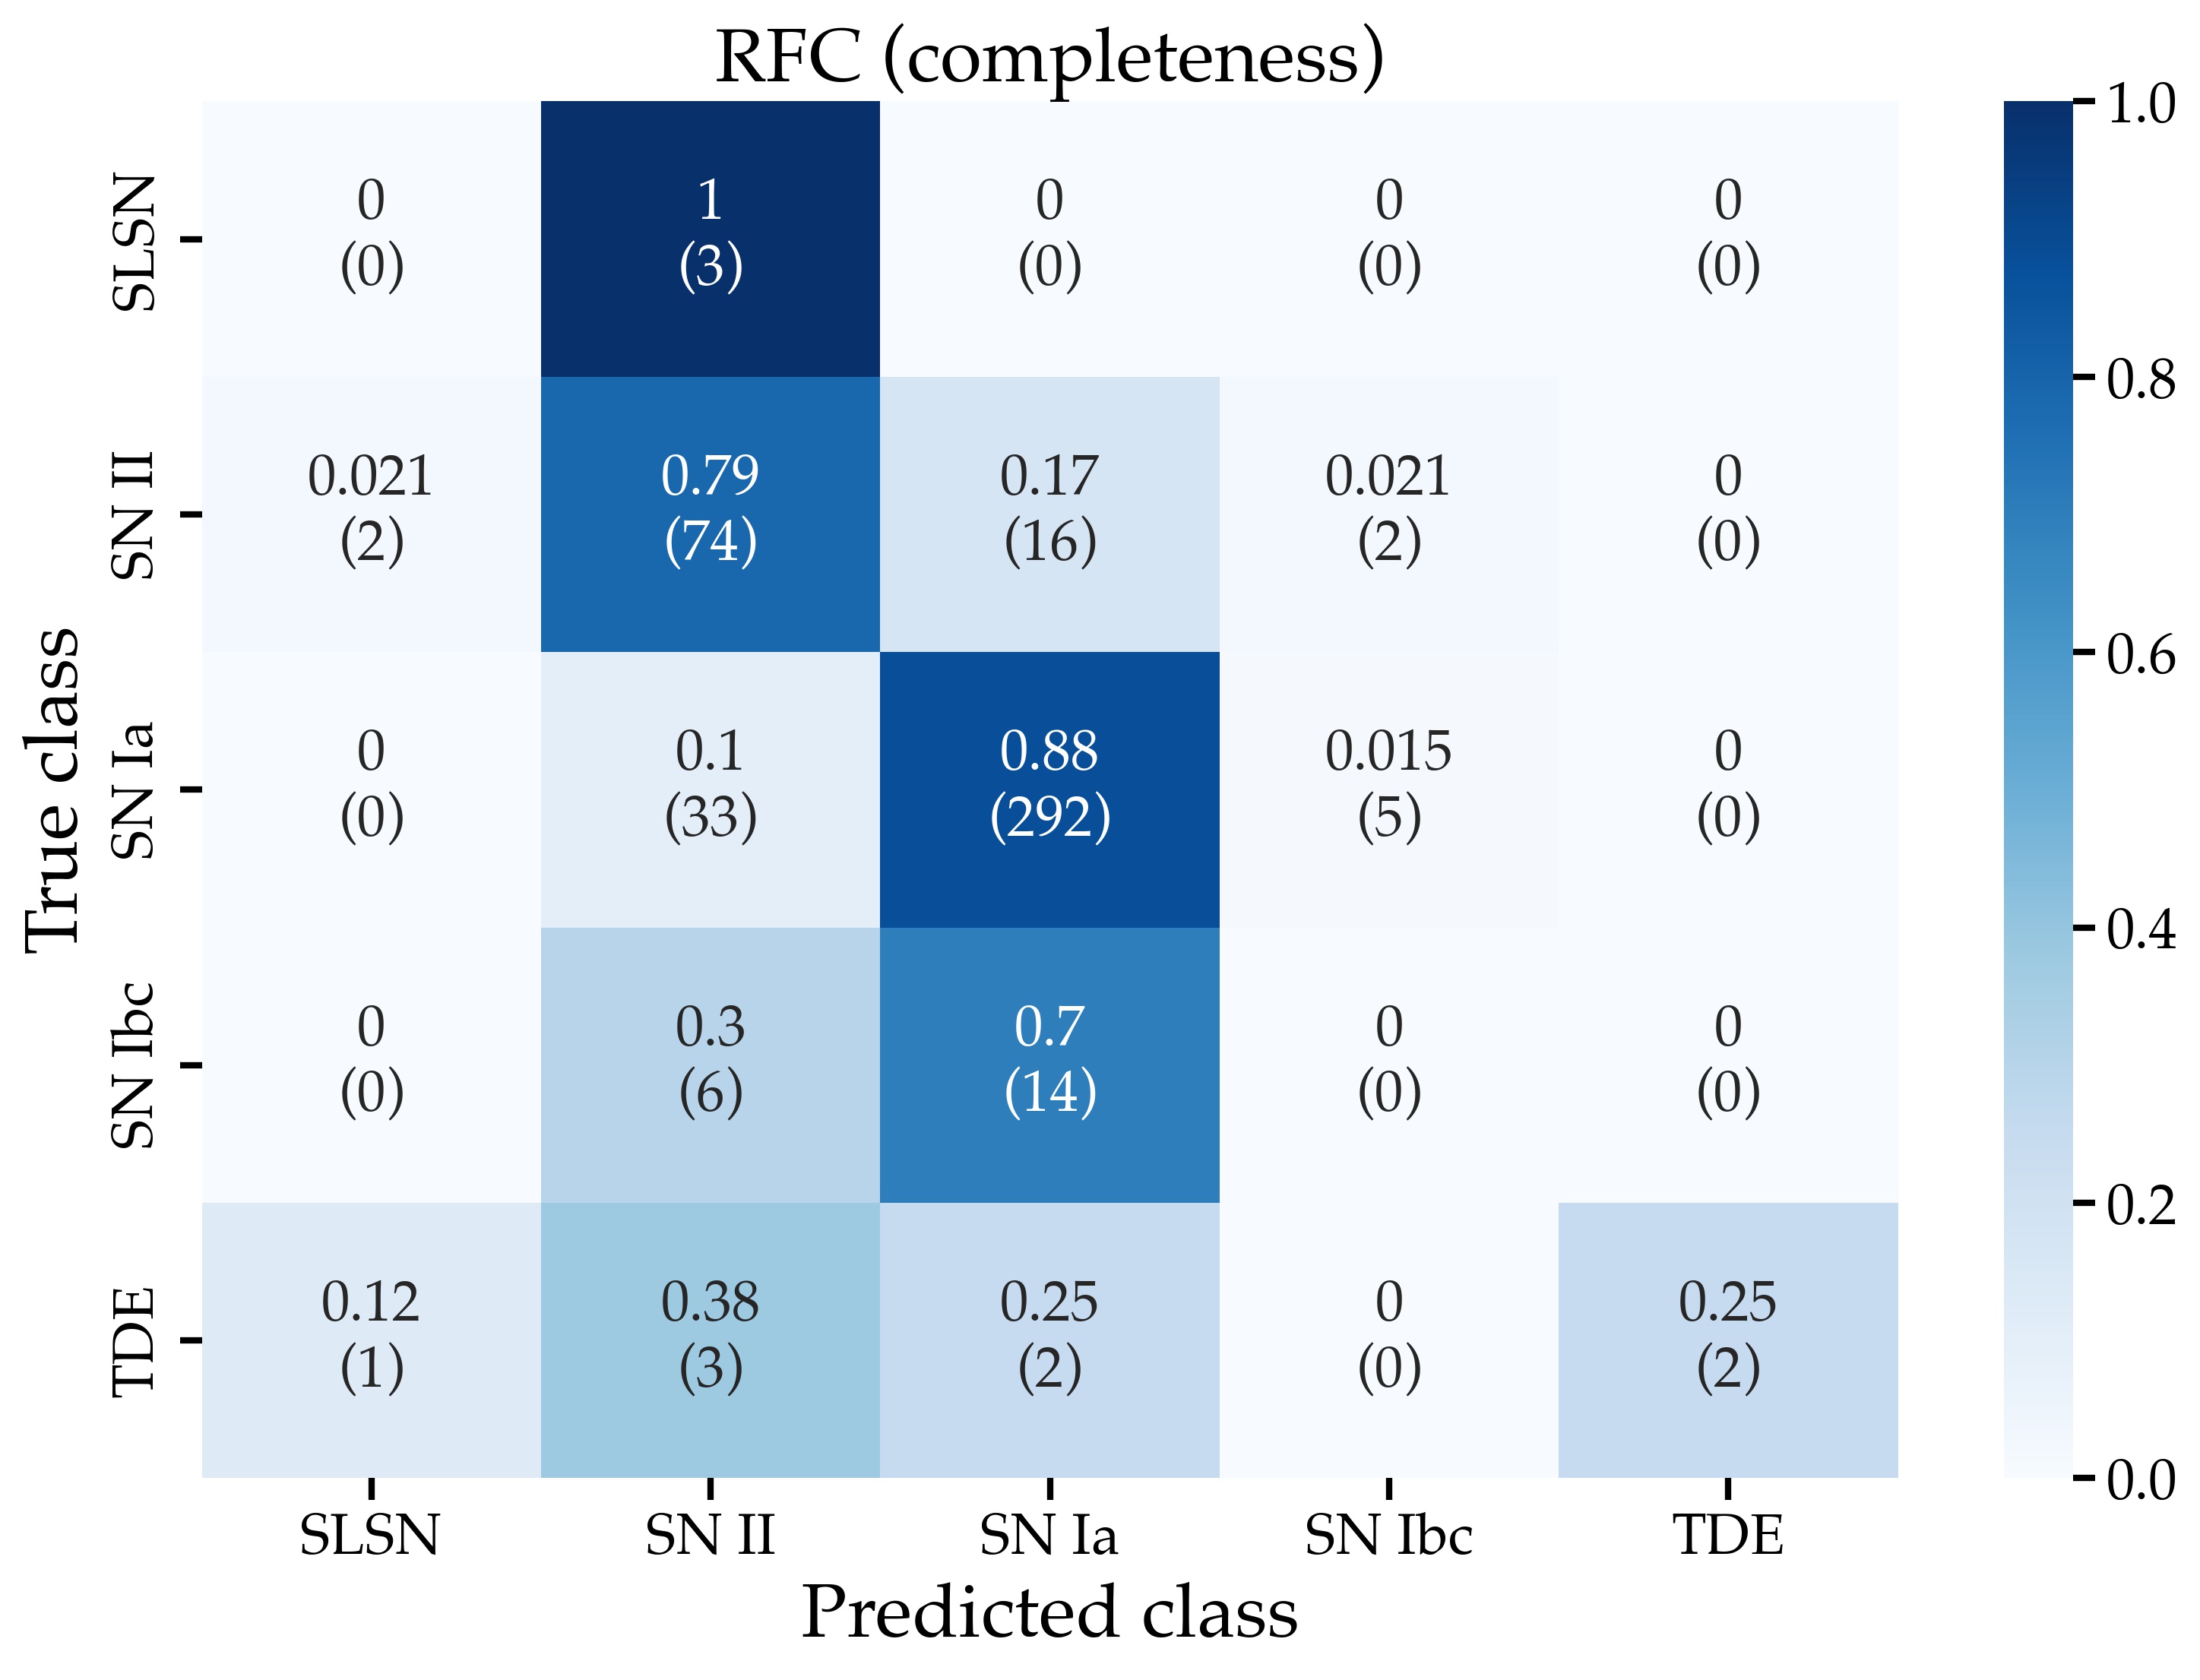 RFC (completeness)
True class
SLSN
0 1 0 0 0
(0) (3) (0) (0) (0)
SN II
0.021 0.79 0.17 0.021 0
(2) (74) (16) (2) (0)
SN Ia
0 0.1 0.88 0.015 0
(0) (33) (292) (5) (0)
SN Ibc
0 0.3 0.7 0 0
(0) (6) (14) (0) (0)
TDE
0.12 0.38 0.25 0 0.25
(1) (3) (2) (0) (2)
SLSN SN II SN Ia SN Ibc TDE
Predicted class
1.0
0.8
0.6
0.4
0.2
0.0